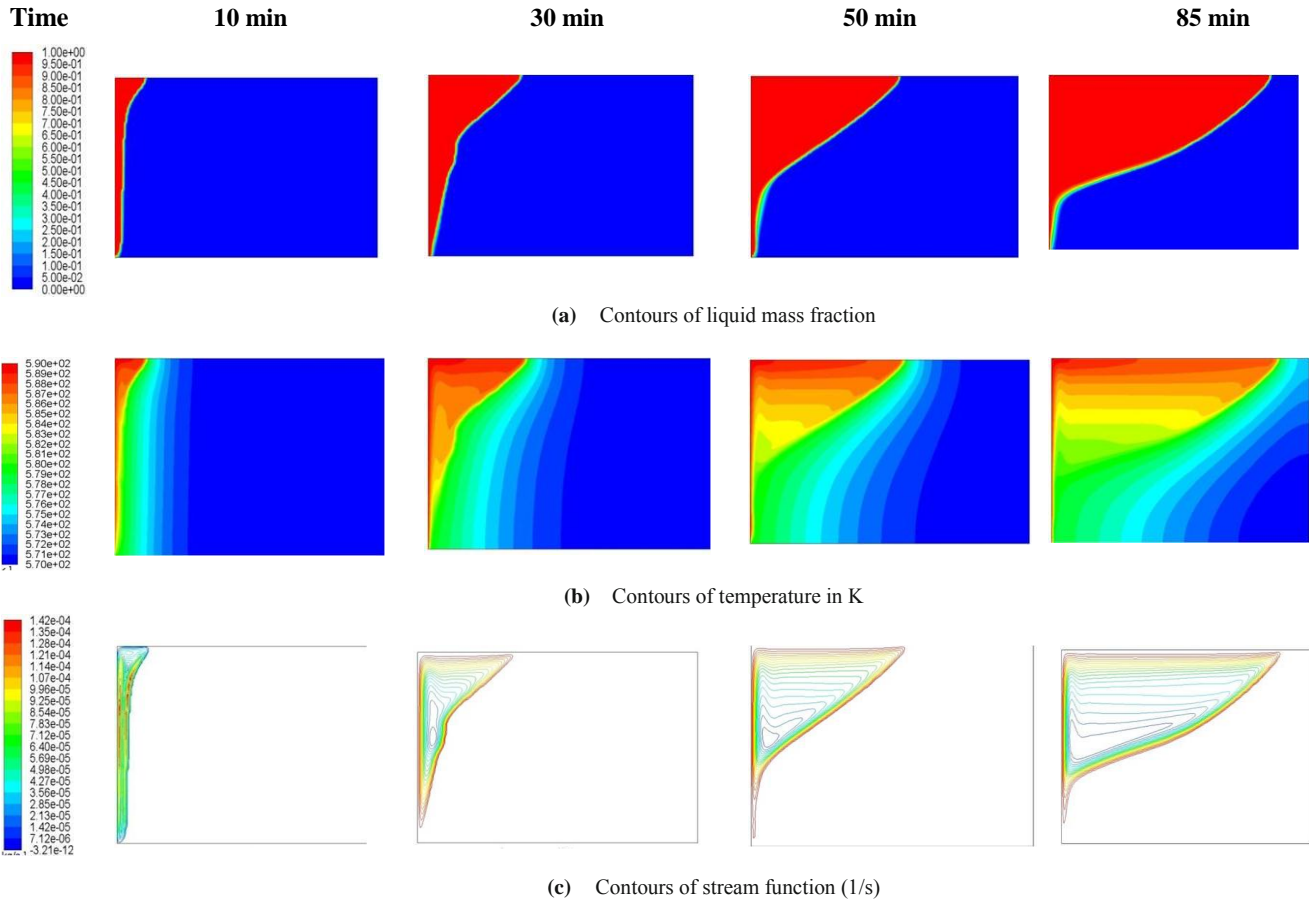 Time 10 min 30 min 50 min 85 min
1.00e+00
9.50e-01
9.00e-01
8.50e-01
8.00e-01
7.50e-01
7.00e-01
6.50e-01
6.00e-01
5.50e-01
5.00e-01
4.50e-01
4.00e-01
3.50e-01
3.00e-01
2.50e-01
2.00e-01
1.50e-01
1.00e-01
5.00e-02
0.00e+00
(a) Contours of liquid mass fraction
5.90e+02
5.89e+02
5.88e+02
5.87e+02
5.86e+02
5.85e+02
5.84e+02
5.83e+02
5.82e+02
5.81e+02
5.80e+02
5.79e+02
5.78e+02
5.77e+02
5.76e+02
5.75e+02
5.74e+02
5.73e+02
5.72e+02
5.71e+02
5.70e+02
(b) Contours of temperature in K
1.42e-04
1.35e-04
1.28e-04
1.21e-04
1.14e-04
1.07e-04
9.96e-05
9.25e-05
8.54e-05
7.83e-05
7.12e-05
6.40e-05
5.69e-05
4.98e-05
4.27e-05
3.56e-05
2.85e-05
2.13e-05
1.42e-05
7.12e-06
-3.21e-12
(c) Contours of stream function (1/s)